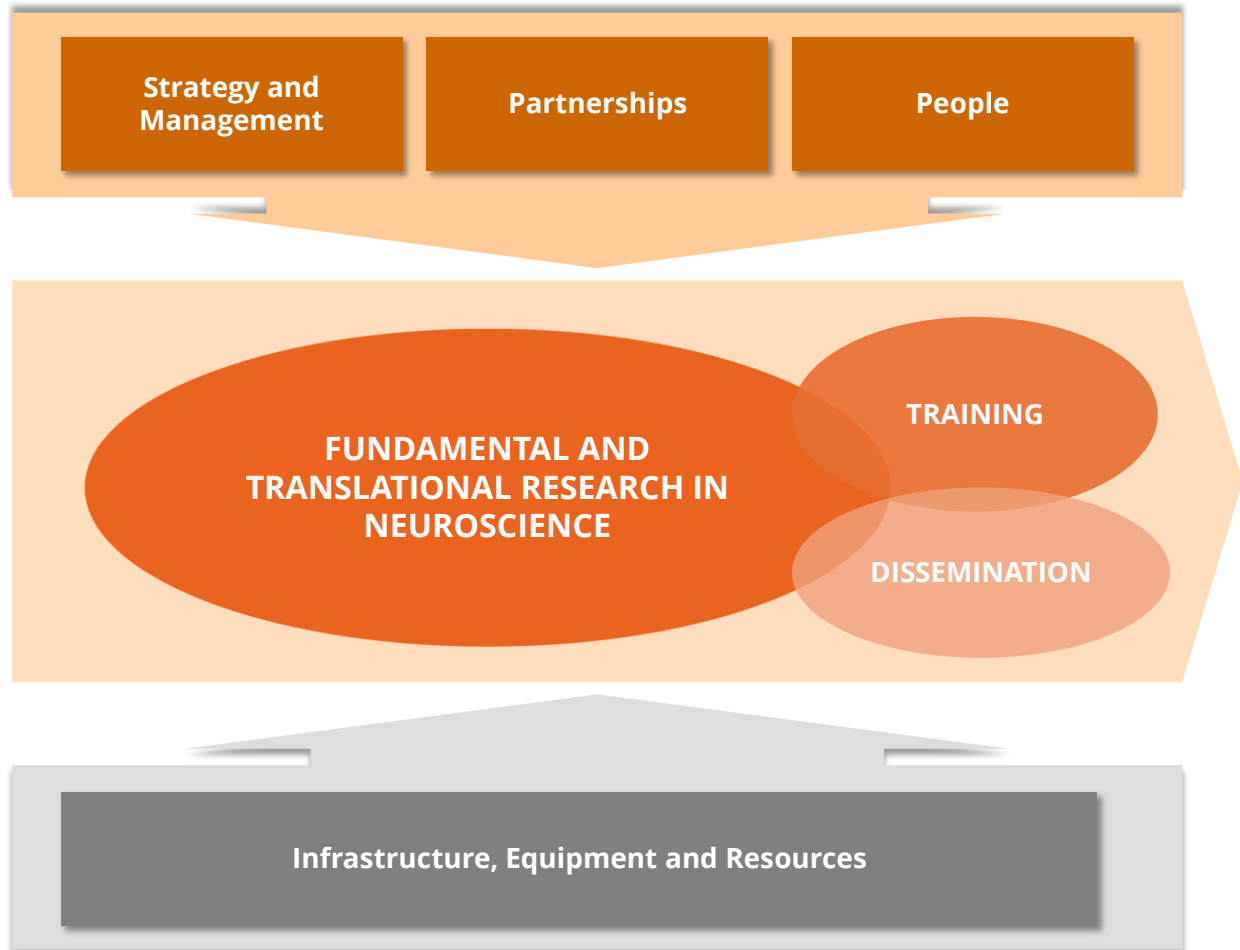 Strategy and
Management
Partnerships
People
FUNDAMENTAL AND
TRANSLATIONAL RESEARCH IN
NEUROSCIENCE
TRAINING
DISSEMINATION
Infrastructure, Equipment and Resources